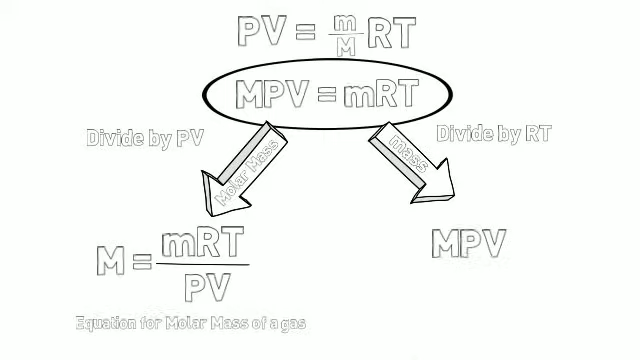 PV = m/M RT
MPV = mRT
Divide by PV
Divide by RT
Molar Mass
mass
M = mRT/PV
MPV
Equation for Molar Mass of a gas